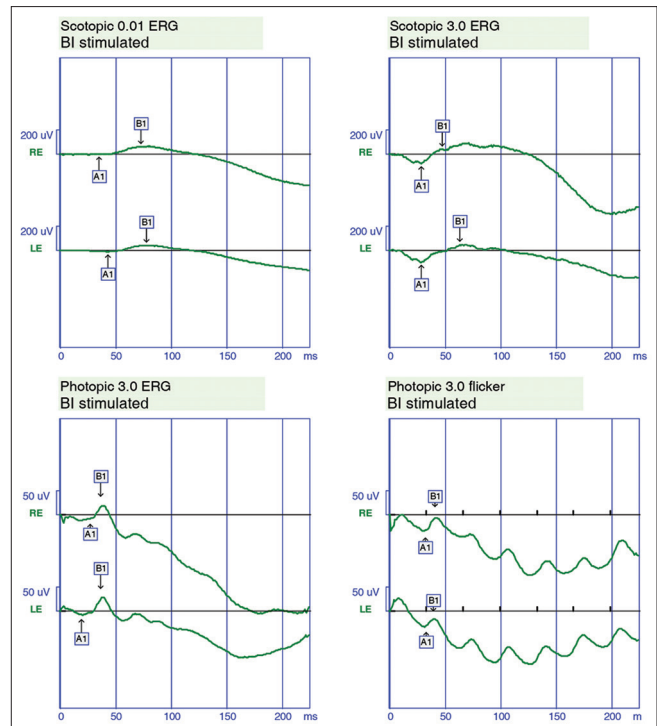 Scotopic 0.01 ERG
BI stimulated
B1
200 uV
RE
A1
B1
200 uV
LE
A1
0 50 100 150 200 ms
Scotopic 3.0 ERG
BI stimulated
B1
200 uV
RE
A1
B1
200 uV
LE
A1
0 50 100 150 200 ms
Photopic 3.0 ERG
BI stimulated
B1
50 uV
RE
A1
B1
50 uV
LE
A1
0 50 100 150 200 ms
Photopic 3.0 flicker
BI stimulated
B1
50 uV
RE
A1
B1
50 uV
LE
A1
0 50 100 150 200 m